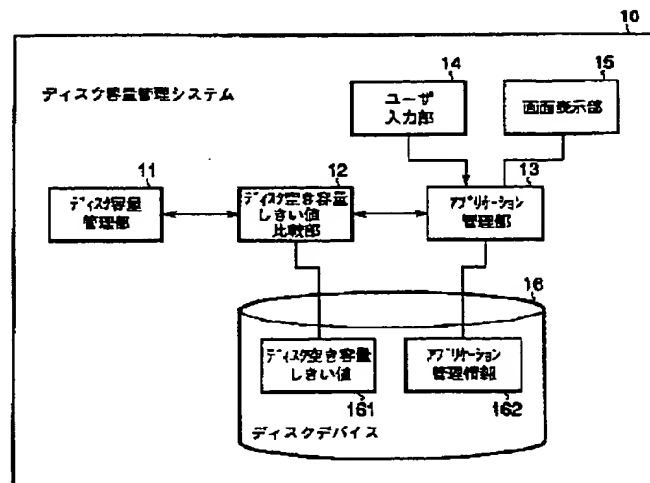 10
ディスク容量管理システム
14
ユーザ
入力部
15
画面表示部
11
ディスク容量
管理部
12
ディスク空き容量
しきい値
比較部
13
アプリケーション
管理部
16
ディスク空き容量
しきい値
161
アプリケーション
管理情報
162
ディスクデバイス